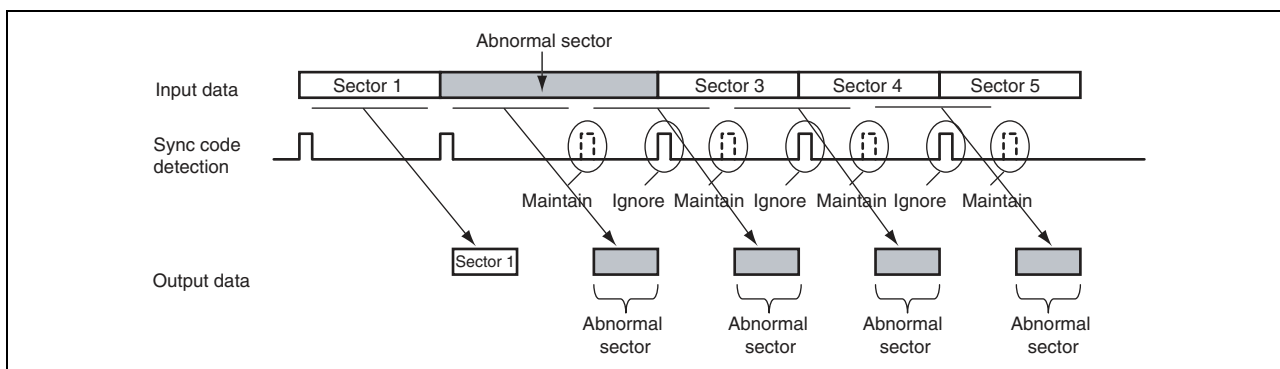 Abnormal sector
Input data
Sector 1
Sector 3
Sector 4
Sector 5
Sync code
detection
Maintain
Ignore
Maintain
Ignore
Maintain
Ignore
Maintain
Output data
Sector 1
Abnormal
sector
Abnormal
sector
Abnormal
sector
Abnormal
sector